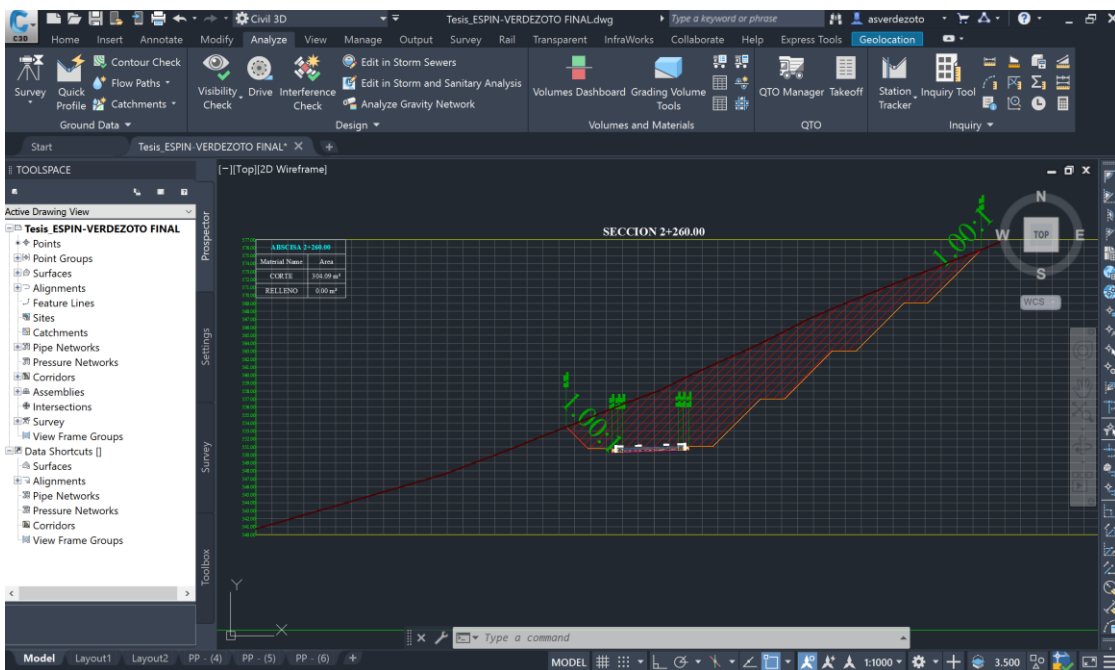 C3D
Civil 3D
Tesis_ESPIN-VERDEZOTO FINAL.dwg
Type a keyword or phrase
asverdezoto
Home Insert Annotate Modify Analyze View Manage Output Survey Rail Transparent InfraWorks Collaborate Help Express Tools Geolocation
Survey
Quick Profile
Contour Check
Flow Paths
Catchments
Ground Data
Visibility Check
Drive
Interference Check
Edit in Storm Sewers
Edit in Storm and Sanitary Analysis
Analyze Gravity Network
Design
Volumes Dashboard
Grading Volume Tools
Volumes and Materials
QTO Manager
Takeoff
QTO
Station Tracker
Inquiry Tool
Inquiry
Start
Tesis_ESPIN-VERDEZOTO FINAL*
TOOLSPACE
Active Drawing View
Tesis_ESPIN-VERDEZOTO FINAL
Points
Point Groups
Surfaces
Alignments
Feature Lines
Sites
Catchments
Pipe Networks
Pressure Networks
Corridors
Assemblies
Intersections
Survey
View Frame Groups
Data Shortcuts []
Surfaces
Alignments
Pipe Networks
Pressure Networks
Corridors
View Frame Groups
Prospector
Settings
Survey
Toolbox
[−][Top][2D Wireframe]
SECCION 2+260.00
ABSCISA 2+260.00
Material Name Area
CORTE 304.09 m²
RELLENO 0.00 m²
1.00:1
1.00:1
N
W TOP E
S
WCS
Y
X
Type a command
Model Layout1 Layout2 PP - (4) PP - (5) PP - (6)
MODEL
1:1000
3.500